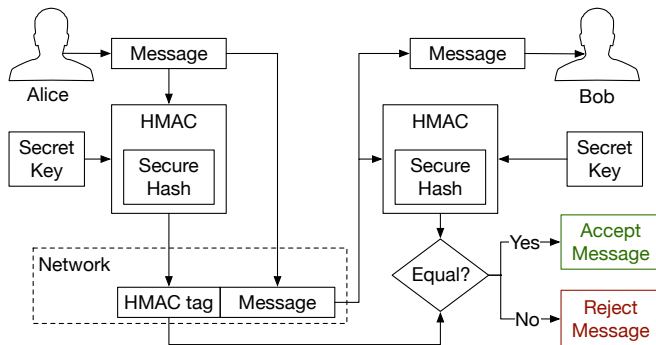 Message
Message
Alice
Bob
HMAC
HMAC
Secret
Key
Secure
Hash
Secure
Hash
Secret
Key
Network
Equal?
Yes
Accept
Message
HMAC tag
Message
No
Reject
Message